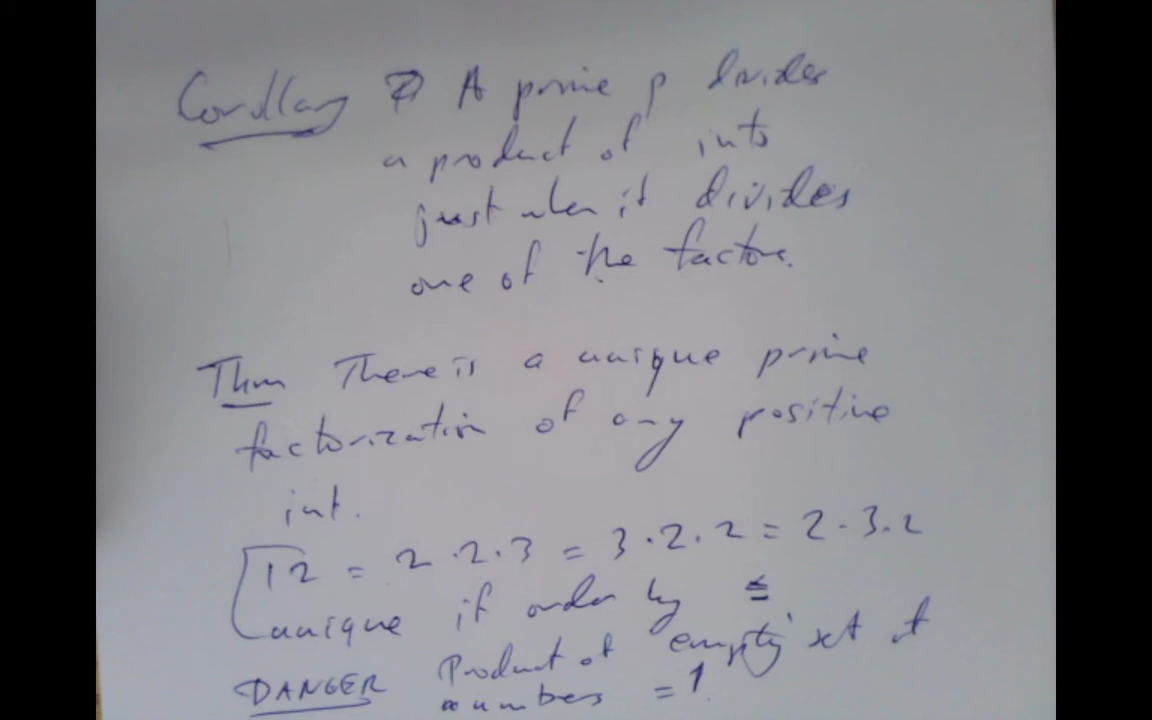 Corollary A prime p divides
a product of ints
just when it divides
one of the factors.
Thm There is a unique prime
factorization of any positive
int.
12 = 2·2·3 = 3·2·2 = 2·3·2
unique if order by ≤
DANGER Product of empty set of
numbers = 1.